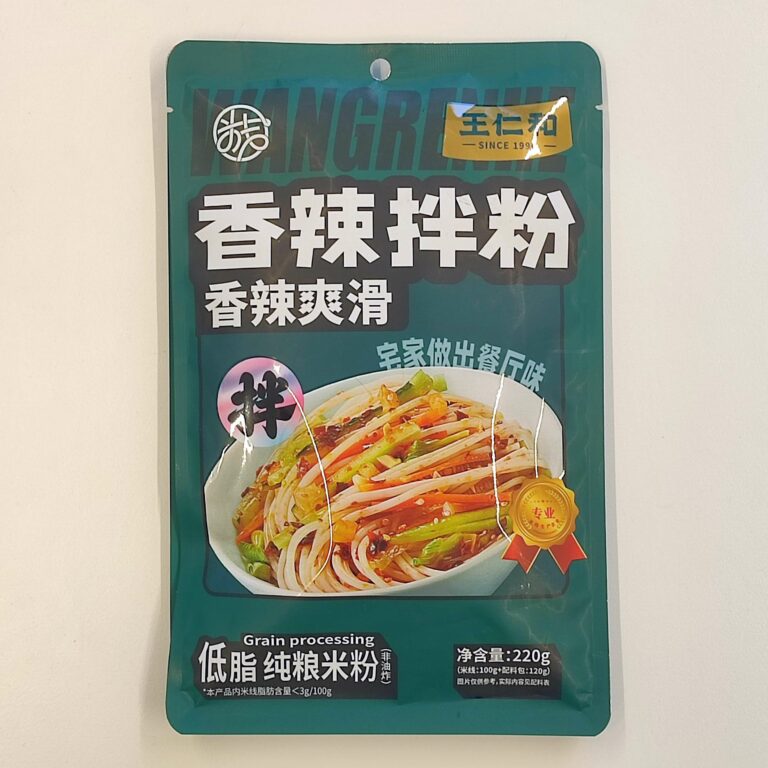 WANGRENHE
王仁和
SINCE 1996
香辣拌粉
香辣爽滑
宅家做出餐厅味
拌
专业
Grain processing
低脂 纯粮米粉
(非油炸)
*本产品内米线脂肪含量<3g/100g
净含量:220g
(米线:100g+配料包:120g)
图片仅供参考,实际内容见配料表